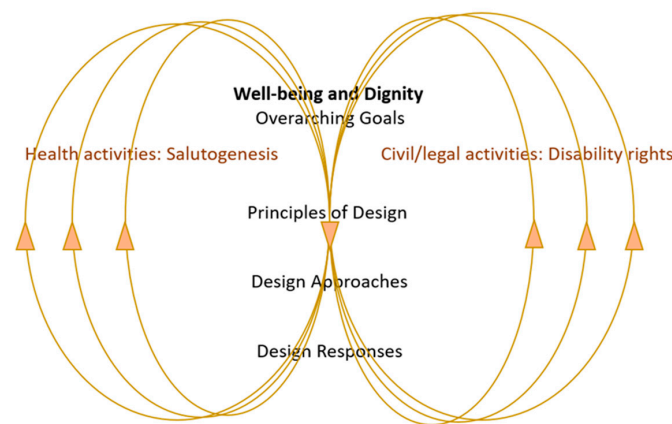 Well-being and Dignity
Overarching Goals
Health activities: Salutogenesis
Civil/legal activities: Disability rights
Principles of Design
Design Approaches
Design Responses